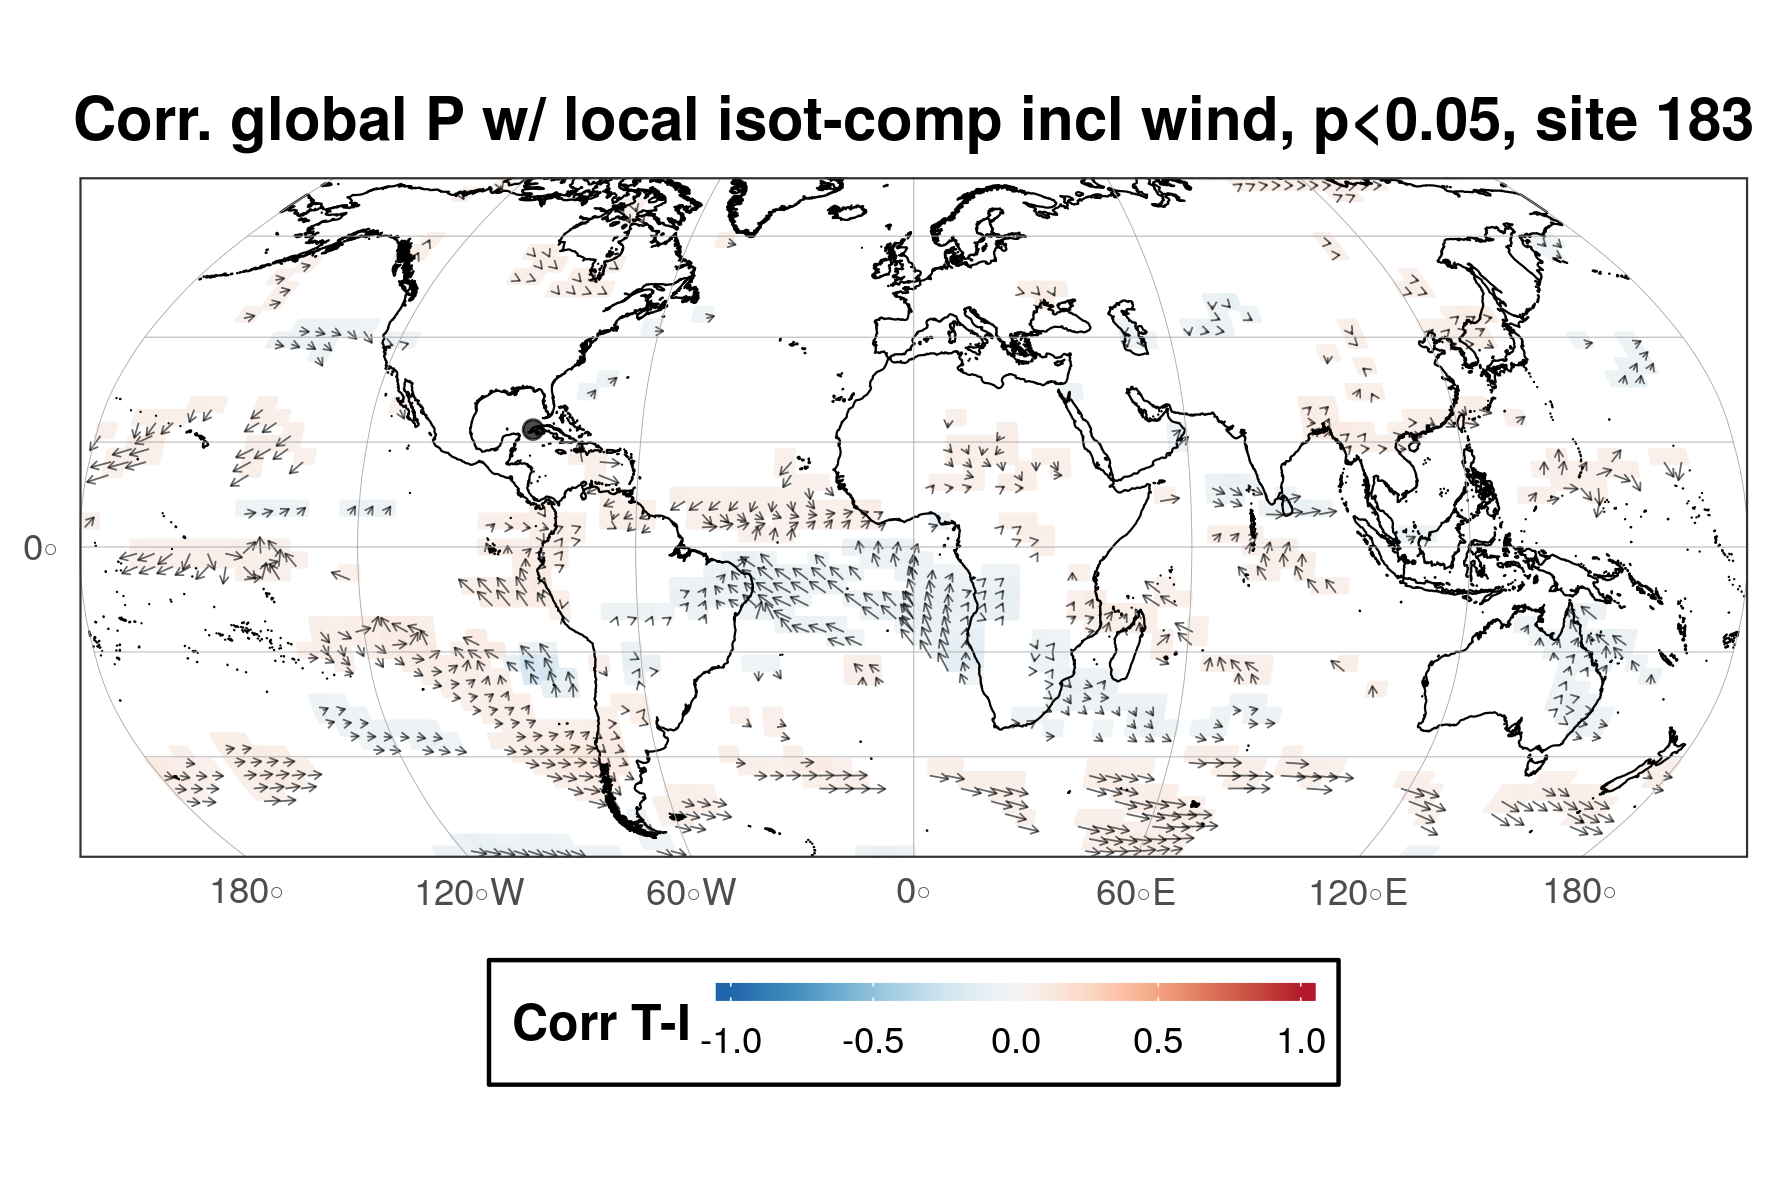 Corr. global P w/ local isot-comp incl wind, p<0.05, site 183
0°
180° 120°W 60°W 0° 60°E 120°E 180°
Corr T-I
-1.0 -0.5 0.0 0.5 1.0